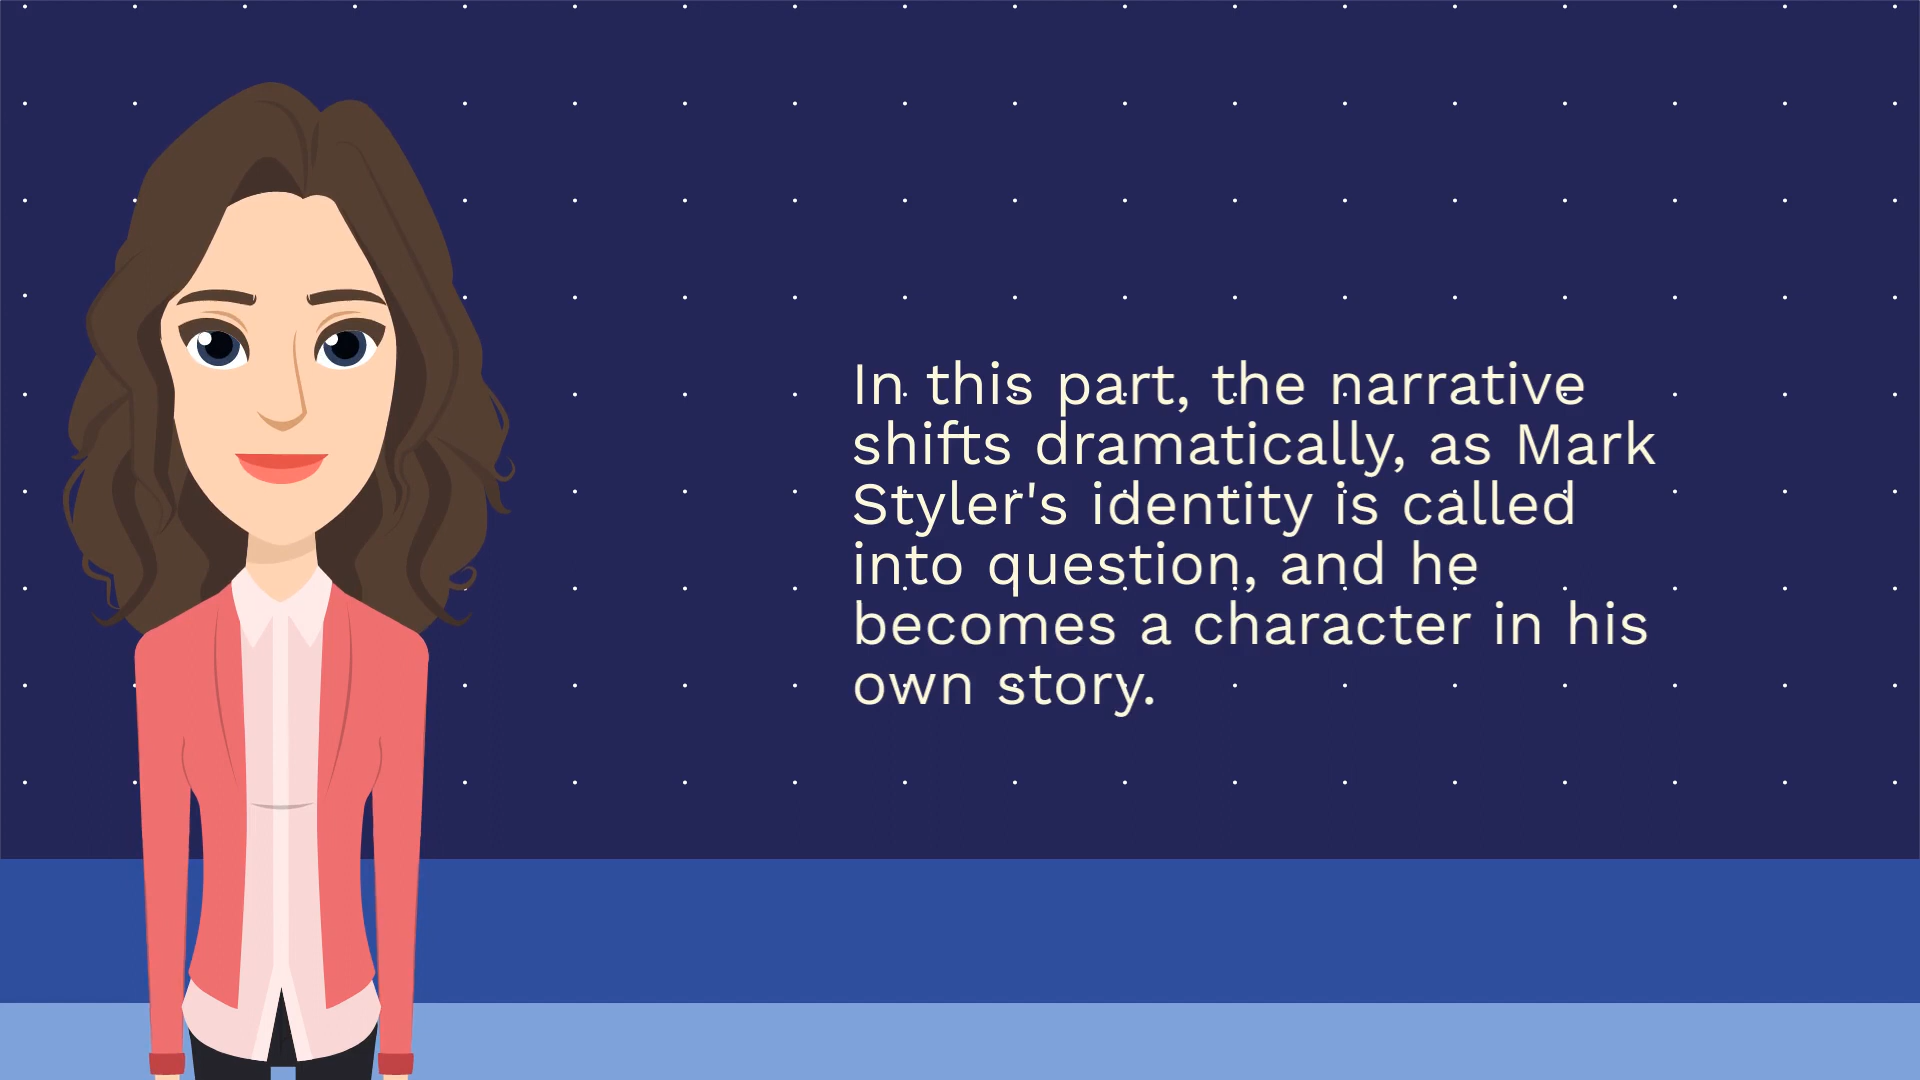 In this part, the narrative
shifts dramatically, as Mark
Styler's identity is called
into question, and he
becomes a character in his
own story.